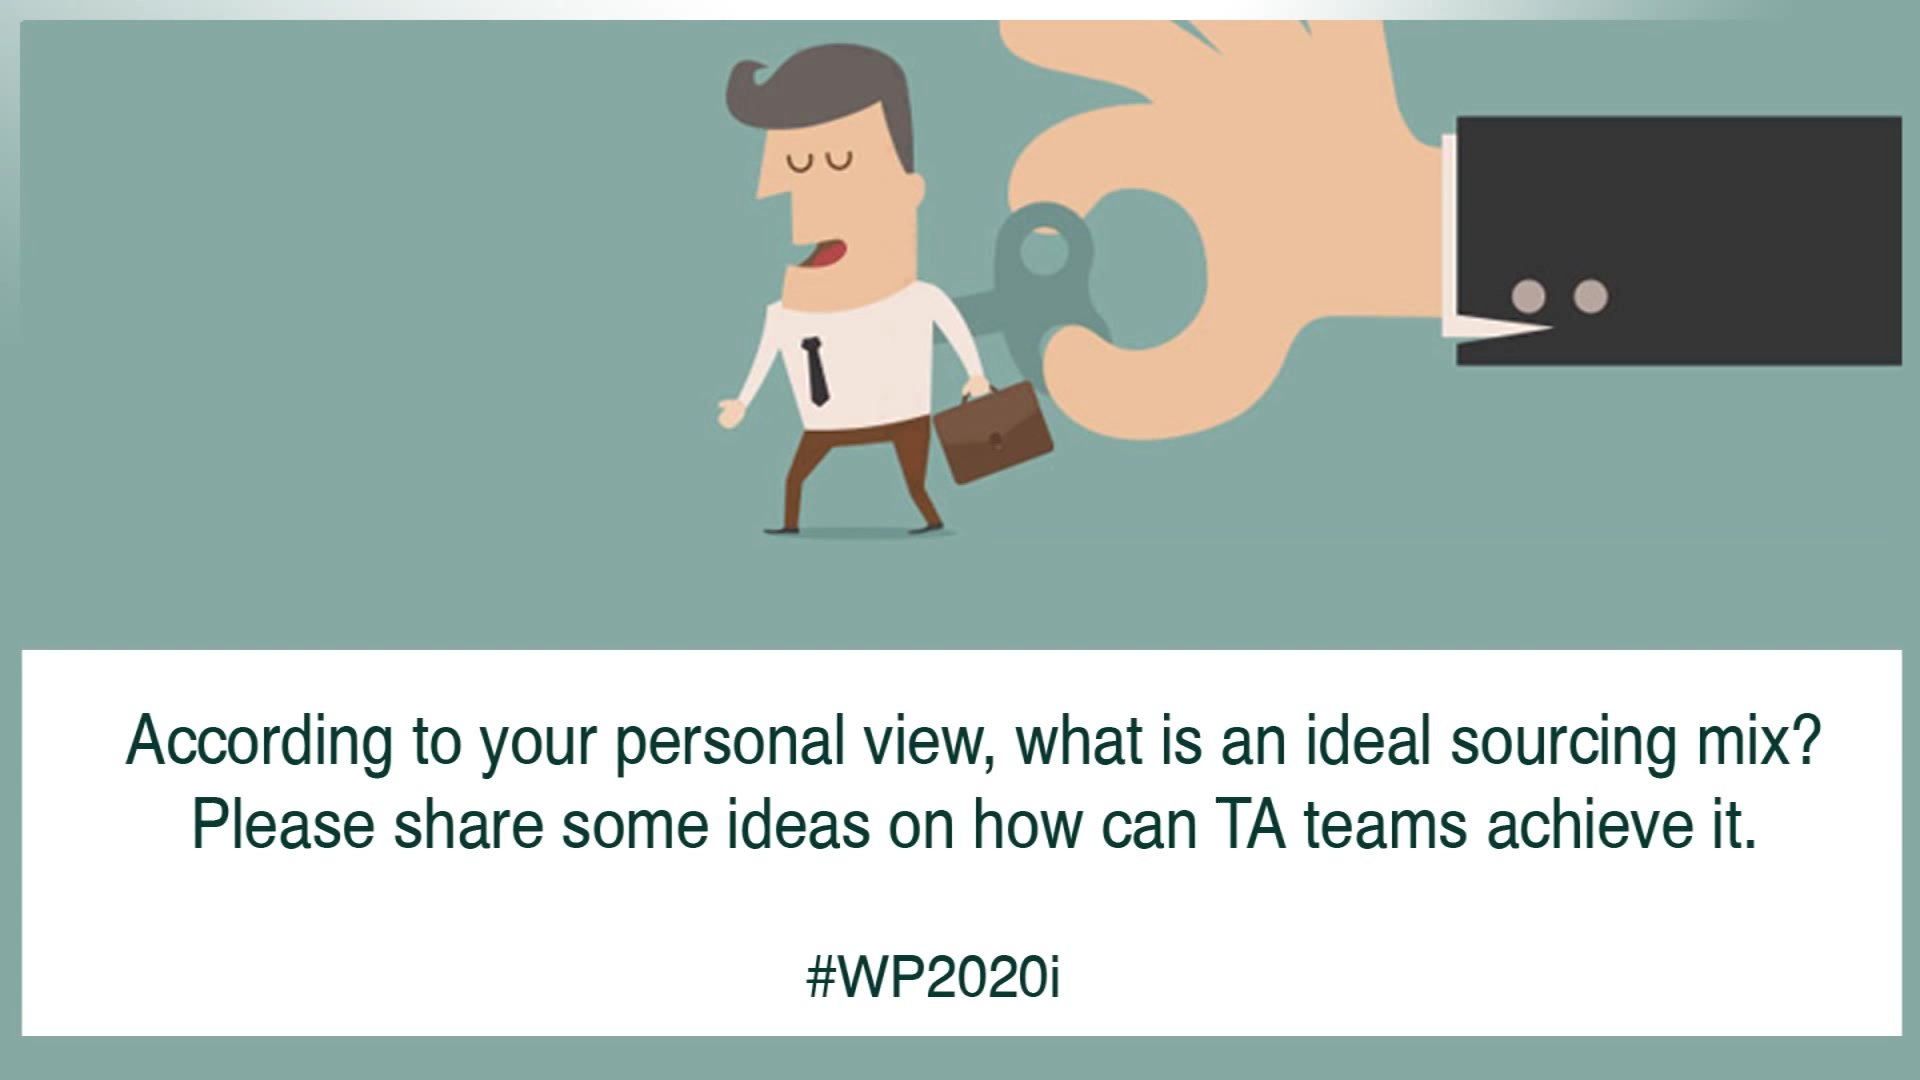 According to your personal view, what is an ideal sourcing mix?
Please share some ideas on how can TA teams achieve it.
#WP2020i